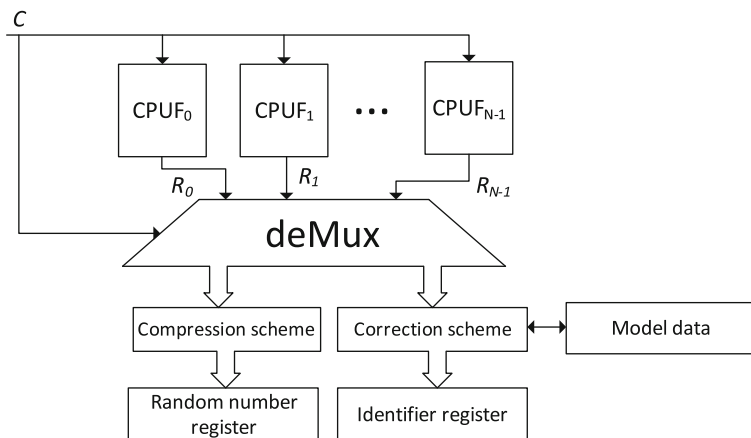 C
CPUF0
CPUF1
...
CPUFN-1
R0
R1
RN-1
deMux
Compression scheme
Correction scheme
Model data
Random number
register
Identifier register